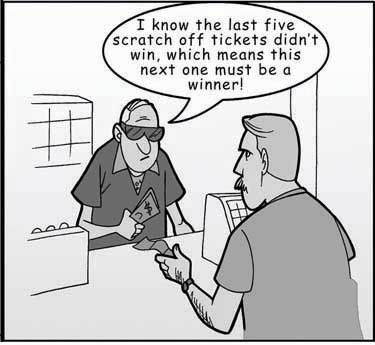 I know the last five
scratch off tickets didn't
win, which means this
next one must be a
winner!
$